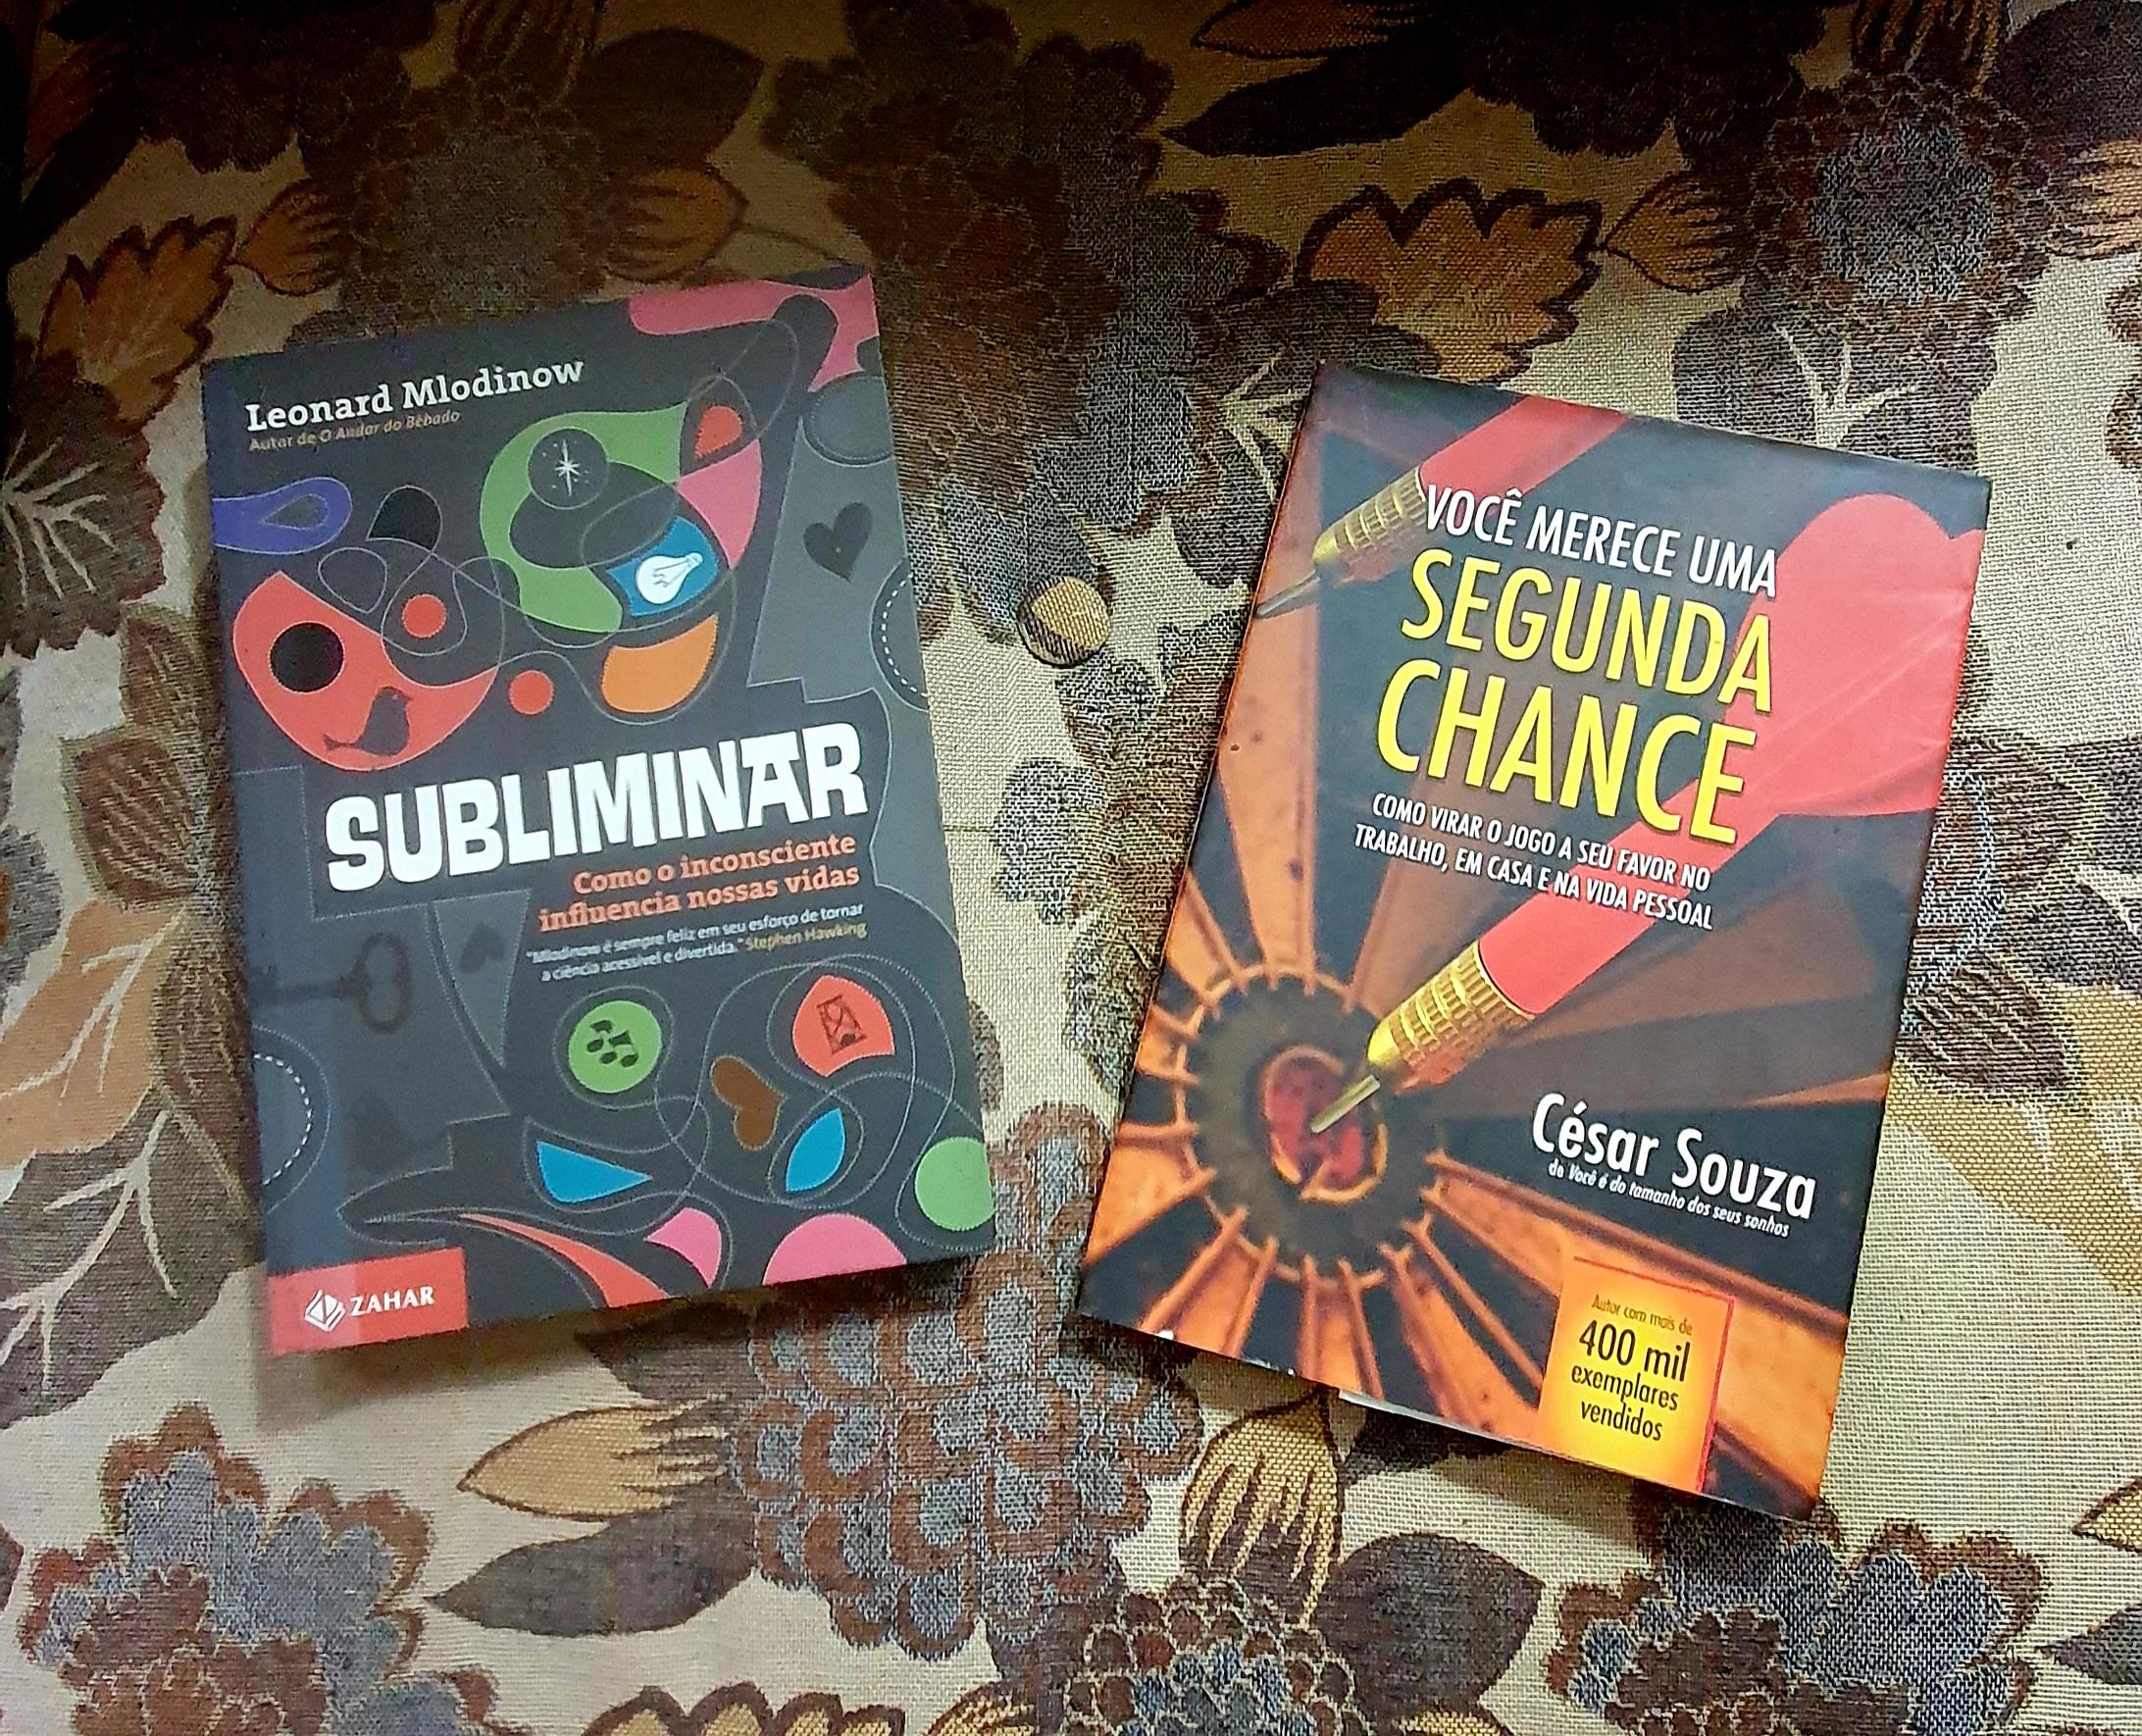 Leonard Mlodinow
Autor de O Andar do Bêbado
SUBLIMINAR
Como o inconsciente
influencia nossas vidas
"Mlodinow é sempre feliz em seu esforço de tornar
a ciência acessível e divertida." Stephen Hawking
ZAHAR
VOCÊ MERECE UMA
SEGUNDA
CHANCE
COMO VIRAR O JOGO A SEU FAVOR NO
TRABALHO, EM CASA E NA VIDA PESSOAL
César Souza
de Você é do tamanho dos seus sonhos
Autor com mais de
400 mil
exemplares
vendidos